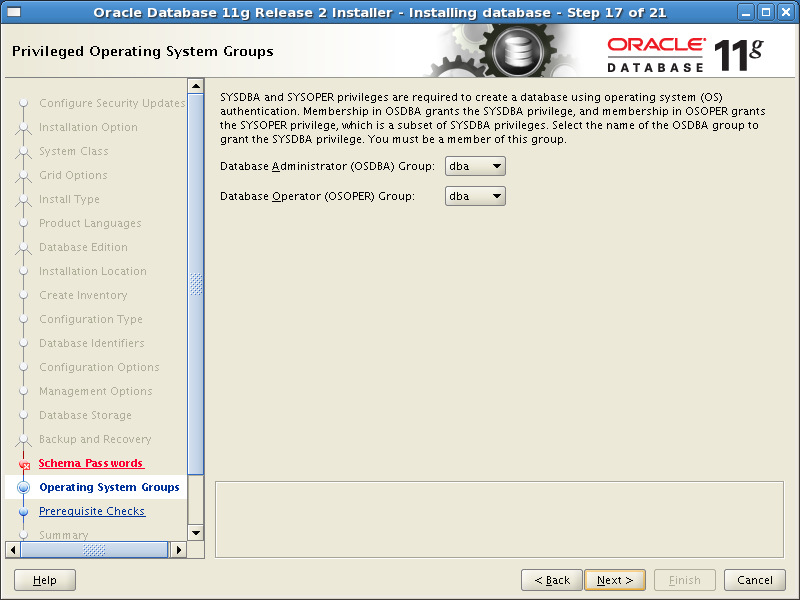 Oracle Database 11g Release 2 Installer - Installing database - Step 17 of 21
Privileged Operating System Groups
ORACLE
DATABASE
11g
Configure Security Updates
Installation Option
System Class
Grid Options
Install Type
Product Languages
Database Edition
Installation Location
Create Inventory
Configuration Type
Database Identifiers
Configuration Options
Management Options
Database Storage
Backup and Recovery
Schema Passwords
Operating System Groups
Prerequisite Checks
Summary
SYSDBA and SYSOPER privileges are required to create a database using operating system (OS)
authentication. Membership in OSDBA grants the SYSDBA privilege, and membership in OSOPER grants
the SYSOPER privilege, which is a subset of SYSDBA privileges. Select the name of the OSDBA group to
grant the SYSDBA privilege. You must be a member of this group.
Database Administrator (OSDBA) Group: dba
Database Operator (OSOPER) Group: dba
Help
< Back Next > Finish Cancel